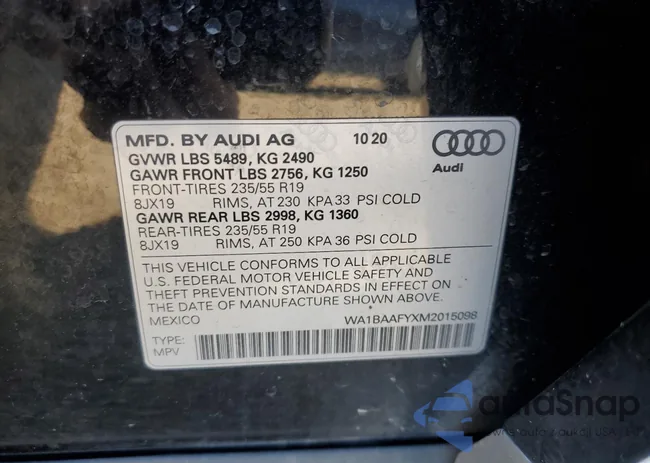 MFD. BY AUDI AG 10 20
GVWR LBS 5489, KG 2490
GAWR FRONT LBS 2756, KG 1250
FRONT-TIRES 235/55 R19
8JX19 RIMS, AT 230 KPA 33 PSI COLD
GAWR REAR LBS 2998, KG 1360
REAR-TIRES 235/55 R19
8JX19 RIMS, AT 250 KPA 36 PSI COLD
Audi
THIS VEHICLE CONFORMS TO ALL APPLICABLE
U.S. FEDERAL MOTOR VEHICLE SAFETY AND
THEFT PREVENTION STANDARDS IN EFFECT ON
THE DATE OF MANUFACTURE SHOWN ABOVE.
MEXICO WA1BAAFYXM2015098
TYPE:
MPV
autaSnap